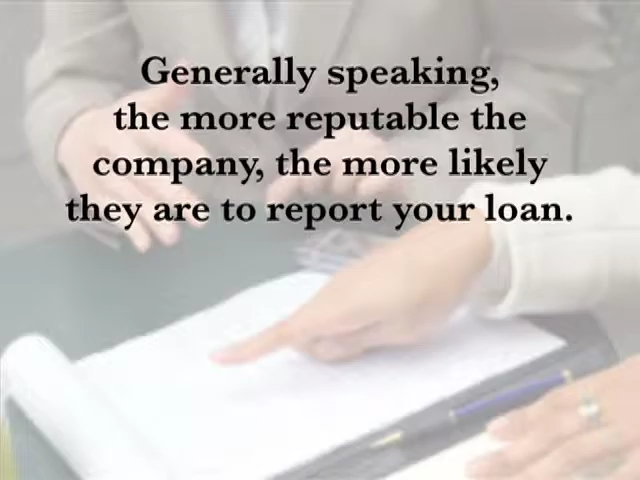 Generally speaking,
the more reputable the
company, the more likely
they are to report your loan.